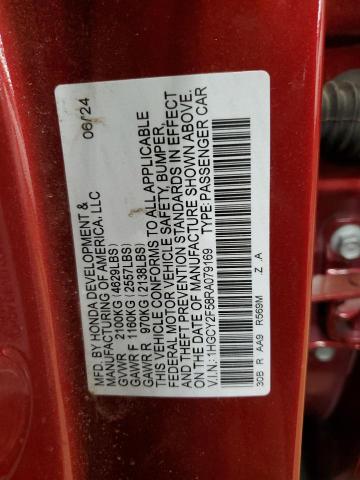 MFD. BY HONDA DEVELOPMENT & 06/24
MANUFACTURING OF AMERICA, LLC
GVWR 2100KG (4629LBS)
GAWR F 1160KG (2557LBS)
GAWR R 970KG (2138LBS)
THIS VEHICLE CONFORMS TO ALL APPLICABLE
FEDERAL MOTOR VEHICLE SAFETY, BUMPER,
AND THEFT PREVENTION STANDARDS IN EFFECT
ON THE DATE OF MANUFACTURE SHOWN ABOVE.
V.I.N.: 1HGCY2F58RA079169 TYPE: PASSENGER CAR
30B R AA9 R569M Z A